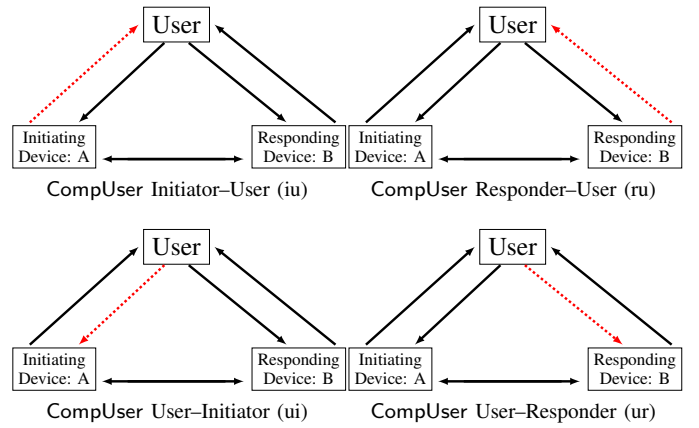 User
User
Initiating
Device: A
Responding
Device: B
Initiating
Device: A
Responding
Device: B
CompUser Initiator–User (iu)
CompUser Responder–User (ru)
User
User
Initiating
Device: A
Responding
Device: B
Initiating
Device: A
Responding
Device: B
CompUser User–Initiator (ui)
CompUser User–Responder (ur)